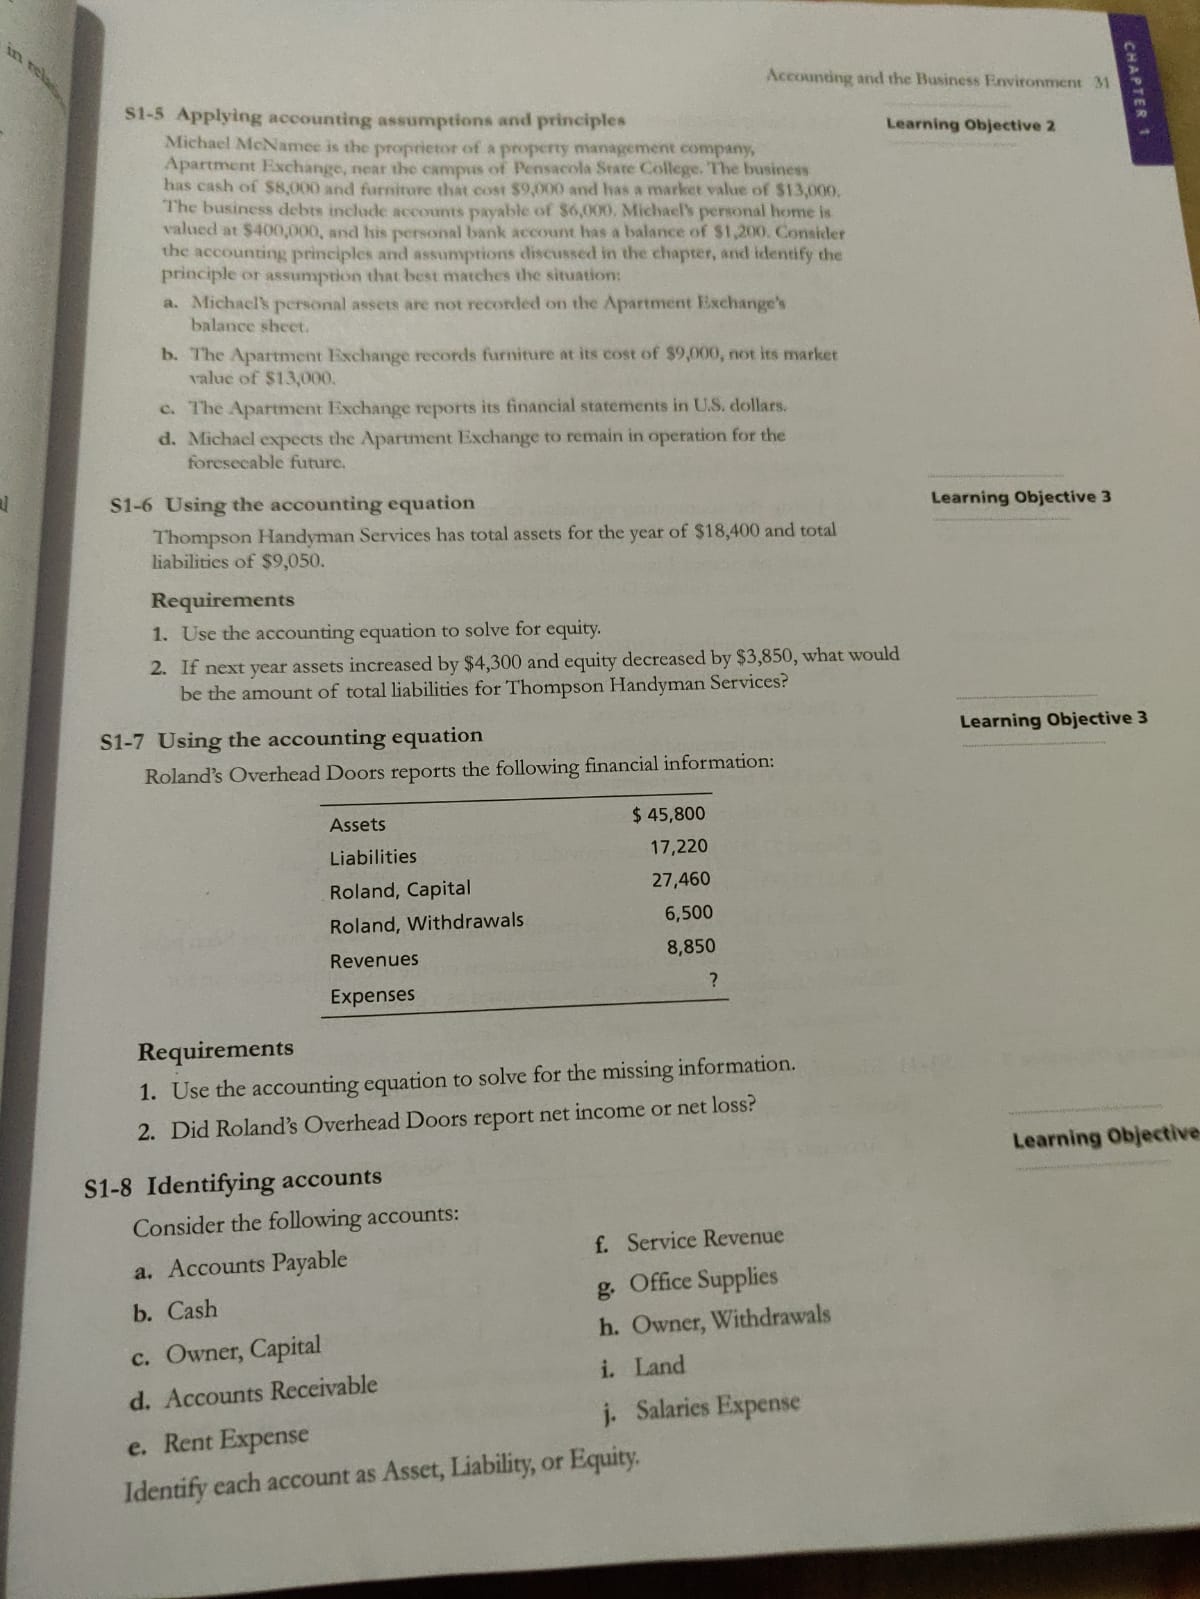 in
Accounting and the Business Environment 31
CHAPTER 1
S1-5 Applying accounting assumptions and principles
Learning Objective 2
Michael McNamee is the proprietor of a property management company,
Apartment Exchange, near the campus of Pensacola State College. The business
has cash of $8,000 and furniture that cost $9,000 and has a market value of $13,000.
The business debts include accounts payable of $6,000. Michael's personal home is
valued at $400,000, and his personal bank account has a balance of $1,200. Consider
the accounting principles and assumptions discussed in the chapter, and identify the
principle or assumption that best matches the situation:
a. Michael's personal assets are not recorded on the Apartment Exchange's
balance sheet.
b. The Apartment Exchange records furniture at its cost of $9,000, not its market
value of $13,000.
c. The Apartment Exchange reports its financial statements in U.S. dollars.
d. Michael expects the Apartment Exchange to remain in operation for the
foreseeable future.
S1-6 Using the accounting equation
Learning Objective 3
Thompson Handyman Services has total assets for the year of $18,400 and total
liabilities of $9,050.
Requirements
1. Use the accounting equation to solve for equity.
2. If next year assets increased by $4,300 and equity decreased by $3,850, what would
be the amount of total liabilities for Thompson Handyman Services?
S1-7 Using the accounting equation
Learning Objective 3
Roland's Overhead Doors reports the following financial information:
Assets $ 45,800
Liabilities 17,220
Roland, Capital 27,460
Roland, Withdrawals 6,500
Revenues 8,850
Expenses ?
Requirements
1. Use the accounting equation to solve for the missing information.
2. Did Roland's Overhead Doors report net income or net loss?
Learning Objective
S1-8 Identifying accounts
Consider the following accounts:
a. Accounts Payable
b. Cash
c. Owner, Capital
d. Accounts Receivable
e. Rent Expense
f. Service Revenue
g. Office Supplies
h. Owner, Withdrawals
i. Land
j. Salaries Expense
Identify each account as Asset, Liability, or Equity.